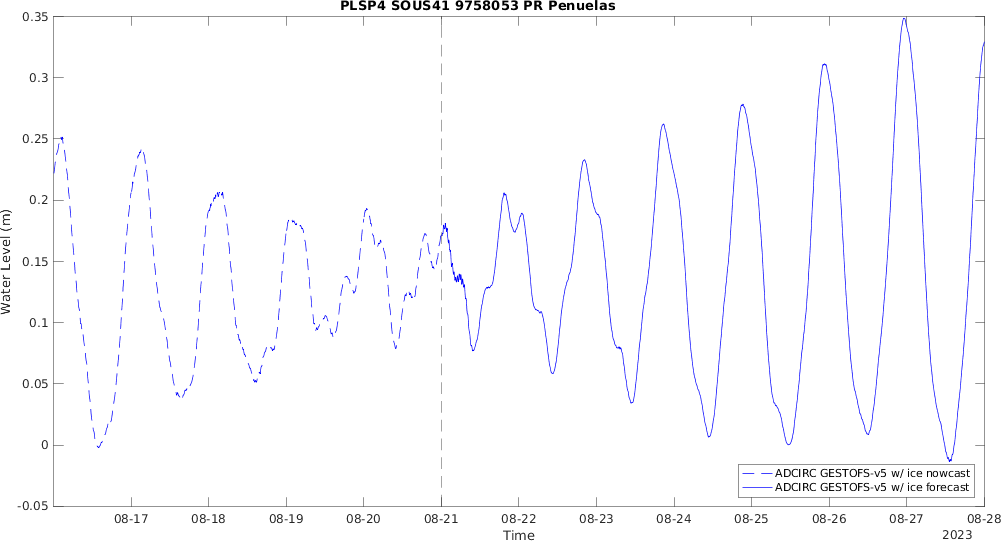 PLSP4 SOUS41 9758053 PR Penuelas
0.35
0.3
0.25
0.2
0.15
0.1
0.05
0
-0.05
Water Level (m)
ADCIRC GESTOFS-v5 w/ ice nowcast
ADCIRC GESTOFS-v5 w/ ice forecast
08-17 08-18 08-19 08-20 08-21 08-22 08-23 08-24 08-25 08-26 08-27 08-28
Time
2023